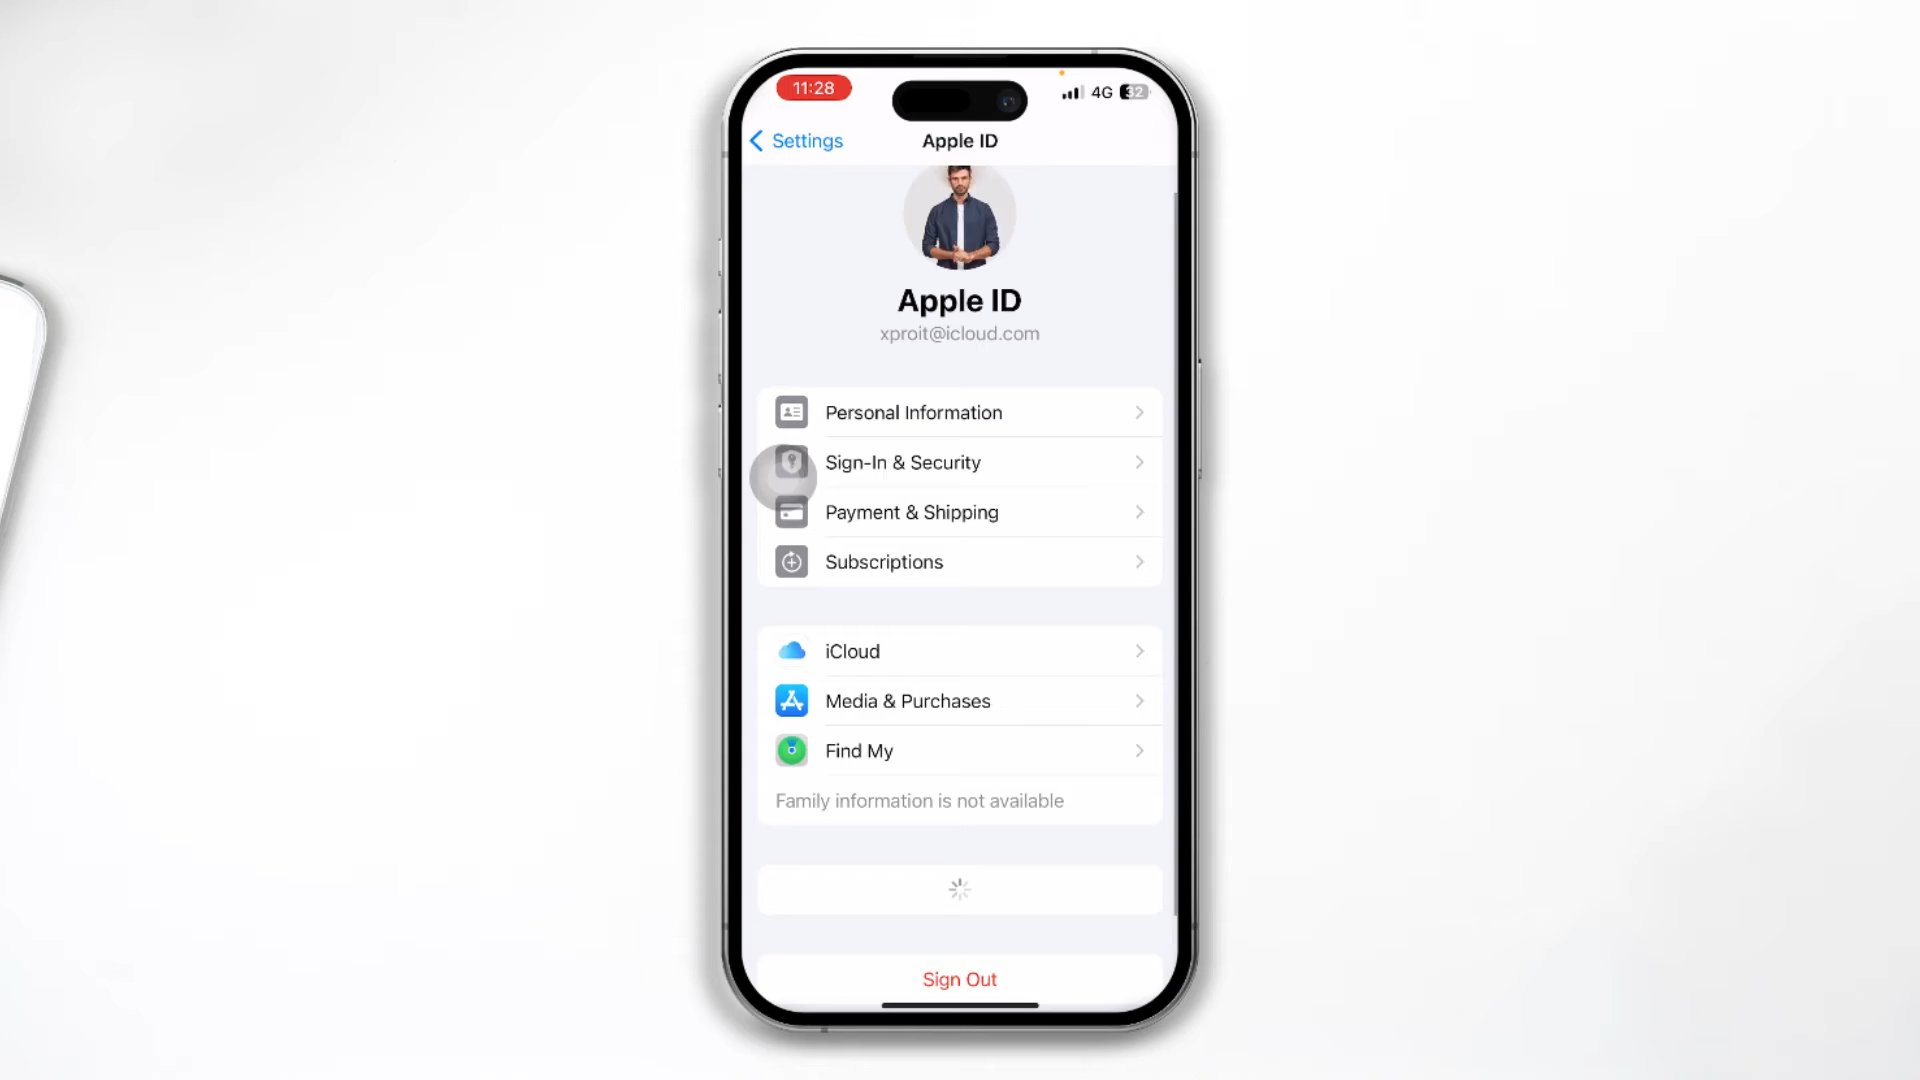 11:28
4G 32
Settings
Apple ID
Apple ID
xproit@icloud.com
Personal Information
Sign-In & Security
Payment & Shipping
Subscriptions
iCloud
Media & Purchases
Find My
Family information is not available
Sign Out